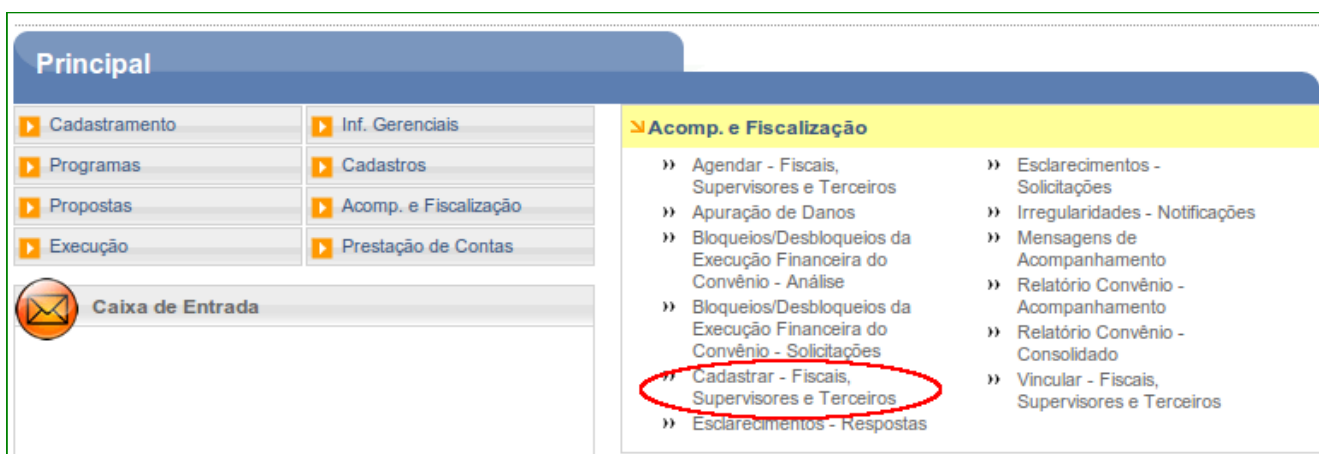 Principal
Cadastramento
Inf. Gerenciais
Programas
Cadastros
Propostas
Acomp. e Fiscalização
Execução
Prestação de Contas
Caixa de Entrada
Acomp. e Fiscalização
Agendar - Fiscais,
Supervisores e Terceiros
Apuração de Danos
Bloqueios/Desbloqueios da
Execução Financeira do
Convênio - Análise
Bloqueios/Desbloqueios da
Execução Financeira do
Convênio - Solicitações
Cadastrar - Fiscais,
Supervisores e Terceiros
Esclarecimentos - Respostas
Esclarecimentos -
Solicitações
Irregularidades - Notificações
Mensagens de
Acompanhamento
Relatório Convênio -
Acompanhamento
Relatório Convênio -
Consolidado
Vincular - Fiscais,
Supervisores e Terceiros